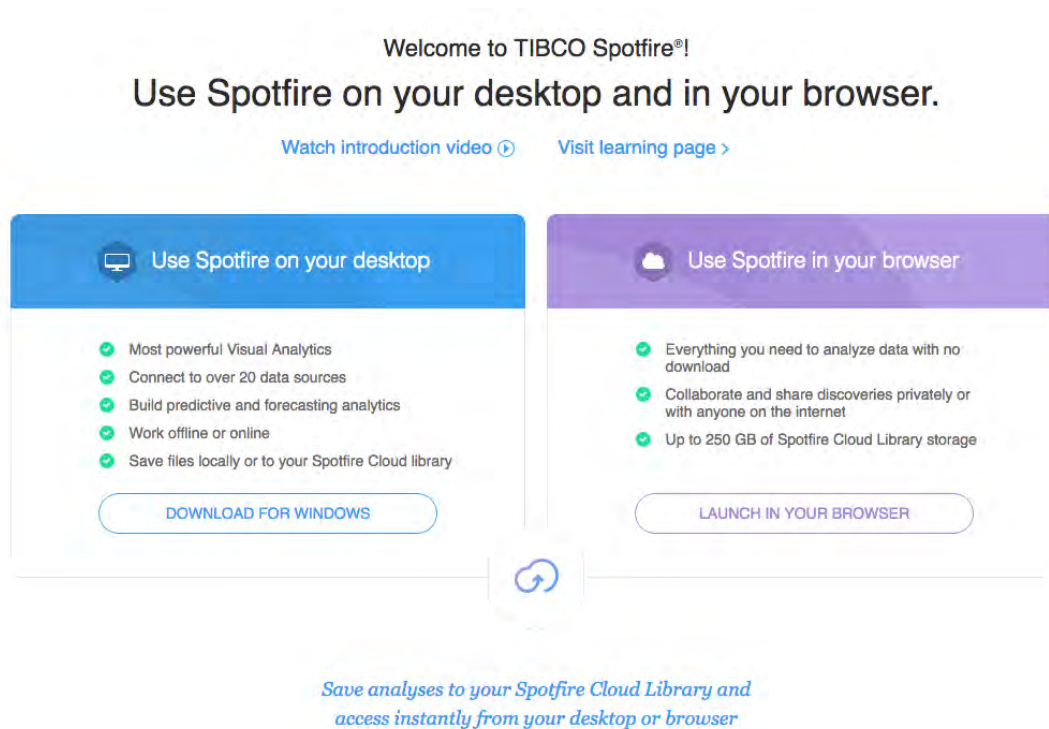 Welcome to TIBCO Spotfire®!
Use Spotfire on your desktop and in your browser.
Watch introduction video
Visit learning page >
Use Spotfire on your desktop
Most powerful Visual Analytics
Connect to over 20 data sources
Build predictive and forecasting analytics
Work offline or online
Save files locally or to your Spotfire Cloud library
DOWNLOAD FOR WINDOWS
Use Spotfire in your browser
Everything you need to analyze data with no
download
Collaborate and share discoveries privately or
with anyone on the internet
Up to 250 GB of Spotfire Cloud Library storage
LAUNCH IN YOUR BROWSER
Save analyses to your Spotfire Cloud Library and
access instantly from your desktop or browser